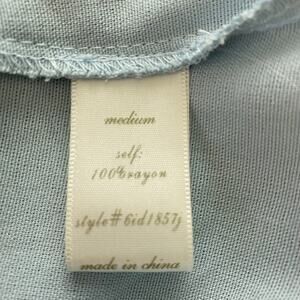 medium
self:
100%rayon
style# 6id1857j
made in china